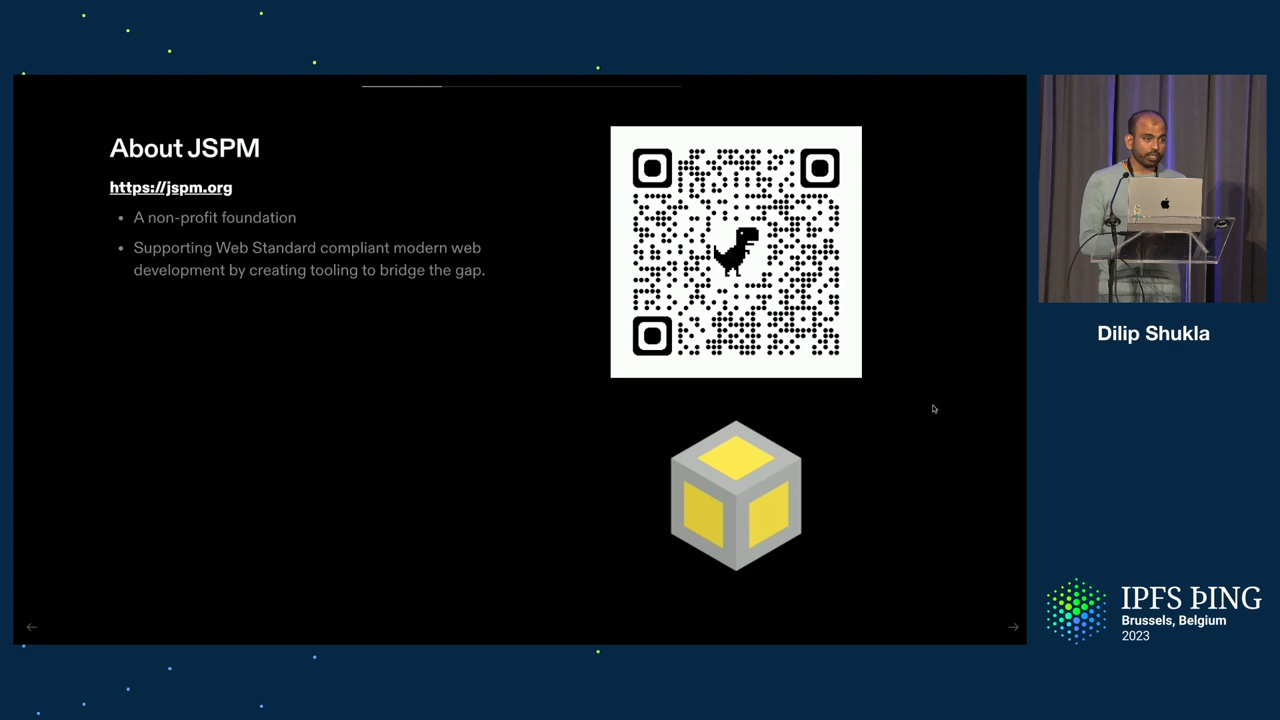 About JSPM
https://jspm.org
• A non-profit foundation
• Supporting Web Standard compliant modern web
development by creating tooling to bridge the gap.
Dilip Shukla
IPFS ÞING
Brussels, Belgium
2023